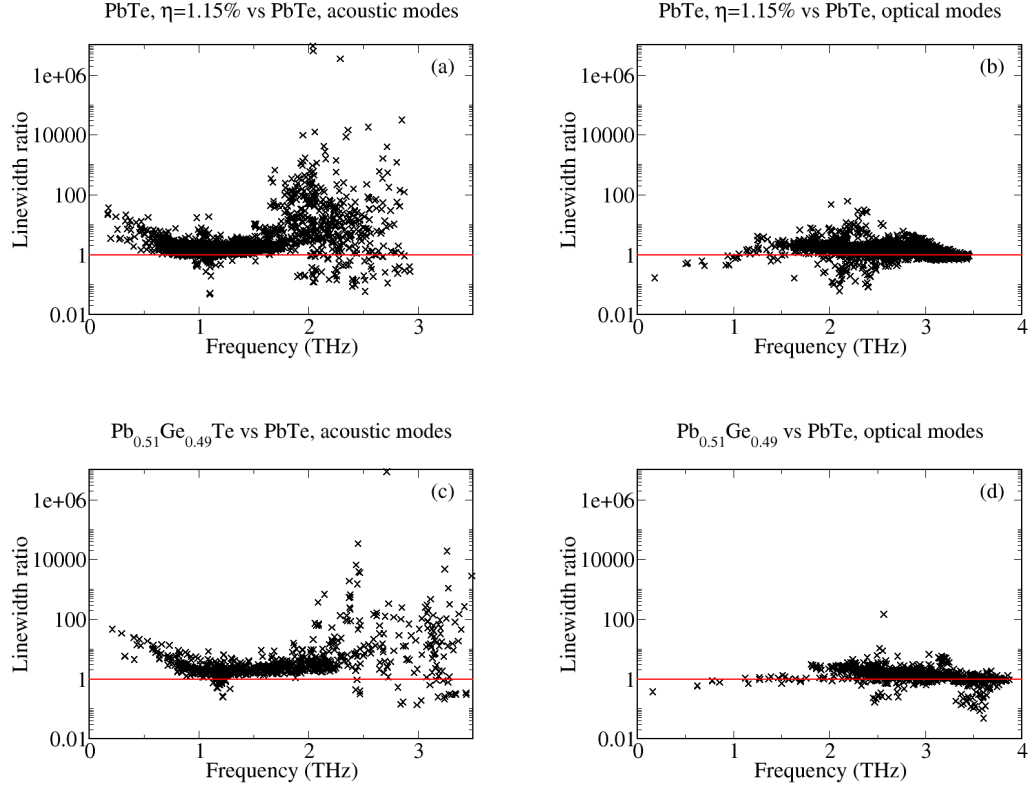 PbTe, η=1.15% vs PbTe, acoustic modes
1e+06
10000
100
1
0.01
0 1 2 3
Linewidth ratio
Frequency (THz)
(a)
PbTe, η=1.15% vs PbTe, optical modes
1e+06
10000
100
1
0.01
0 1 2 3 4
Linewidth ratio
Frequency (THz)
(b)
Pb0.51Ge0.49Te vs PbTe, acoustic modes
1e+06
10000
100
1
0.01
0 1 2 3
Linewidth ratio
Frequency (THz)
(c)
Pb0.51Ge0.49 vs PbTe, optical modes
1e+06
10000
100
1
0.01
0 1 2 3 4
Linewidth ratio
Frequency (THz)
(d)